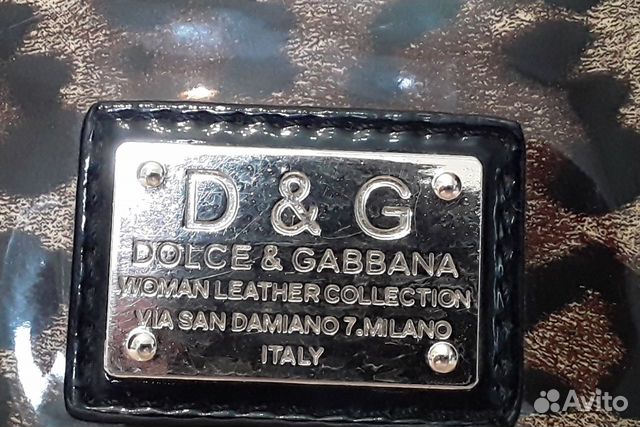 D & G
DOLCE & GABBANA
WOMAN LEATHER COLLECTION
VIA SAN DAMIANO 7.MILANO
ITALY
Avito